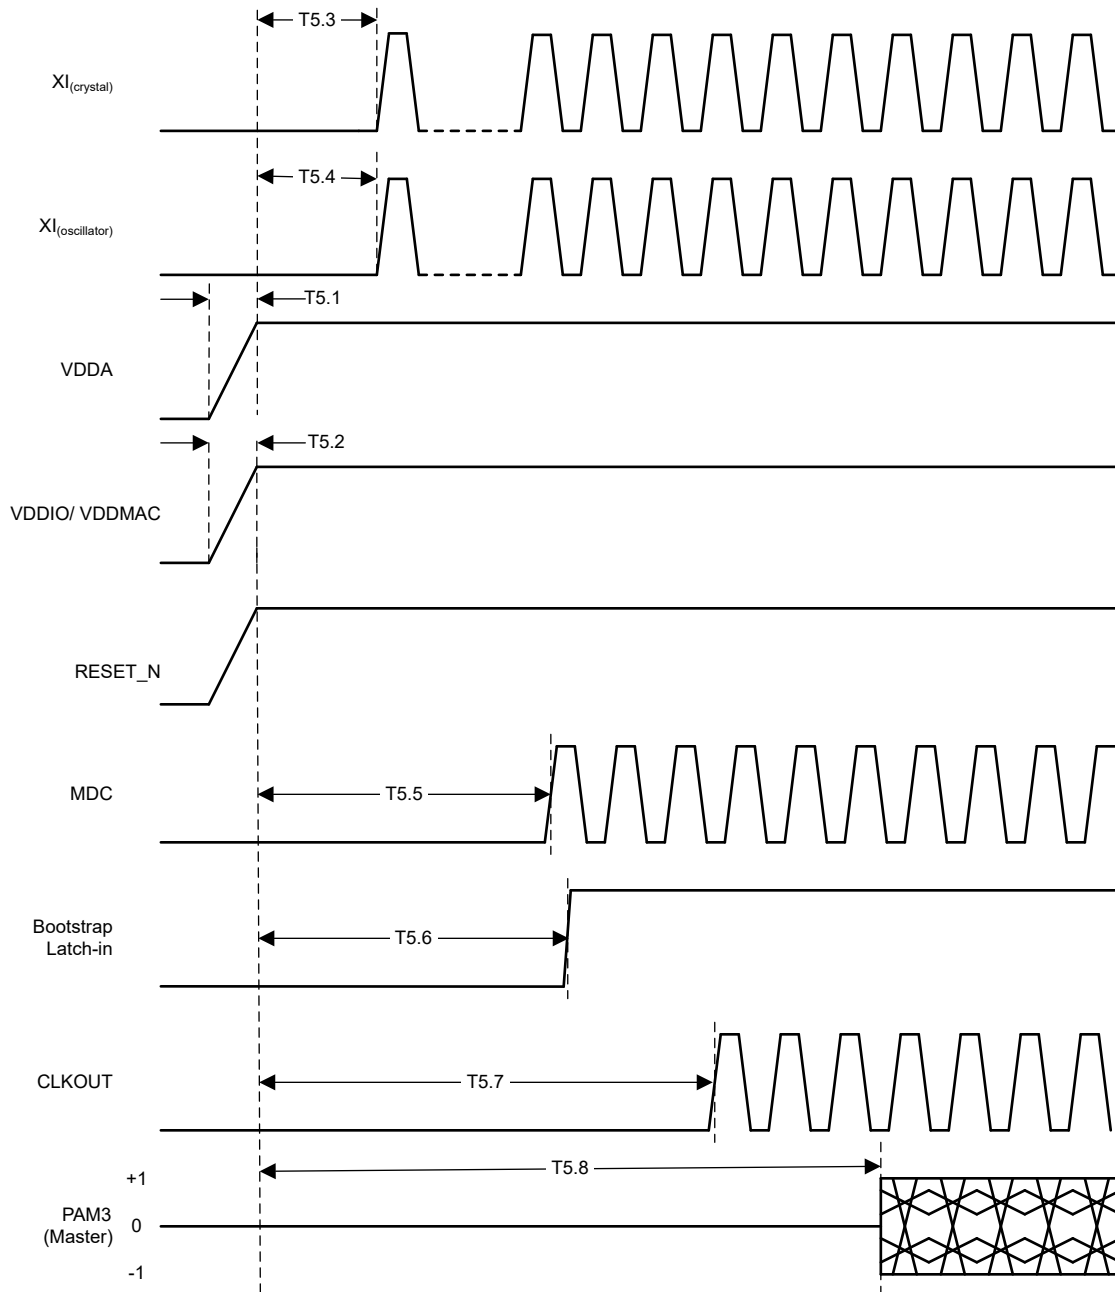 T5.3
XI(crystal)
T5.4
XI(oscillator)
T5.1
VDDA
T5.2
VDDIO/ VDDMAC
RESET_N
MDC
T5.5
Bootstrap
Latch-in
T5.6
CLKOUT
T5.7
T5.8
+1
PAM3
0
(Master)
-1